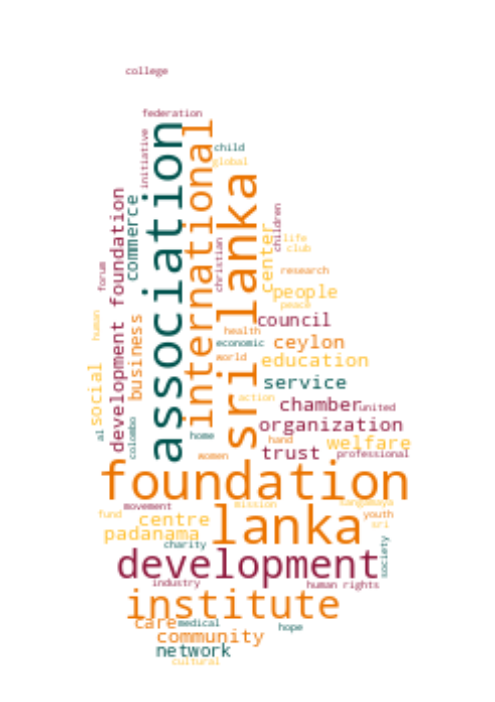 college
federation
initiative
association
international
child
global
sri lanka
commerce
development foundation
christian
children
center
life
club
forum
research
people
peace
human
business
council
health
ceylon
economic
world
education
social
service
action
chamber
united
organization
al
colombo
home
hand
welfare
women
trust
professional
foundation
movement
mission
sangamaya
fund
centre
lanka
youth
sri
padanama
charity
society
development
industry
human rights
institute
care
medical
hope
community
network
cultural